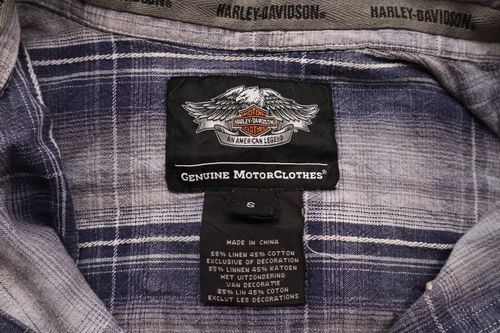 HARLEY-DAVIDSON® HARLEY-DAVIDSON
MOTOR
HARLEY-DAVIDSON
CLOTHES
AN AMERICAN LEGEND
GENUINE MOTORCLOTHES®
S
MADE IN CHINA
55% LINEN 45% COTTON
EXCLUSIVE OF DECORATION
55% LINNEN 45% KATOEN
MET UITZONDERING
VAN DECORATIE
55% LIN 45% COTON
EXCLUT LES DÉCORATIONS